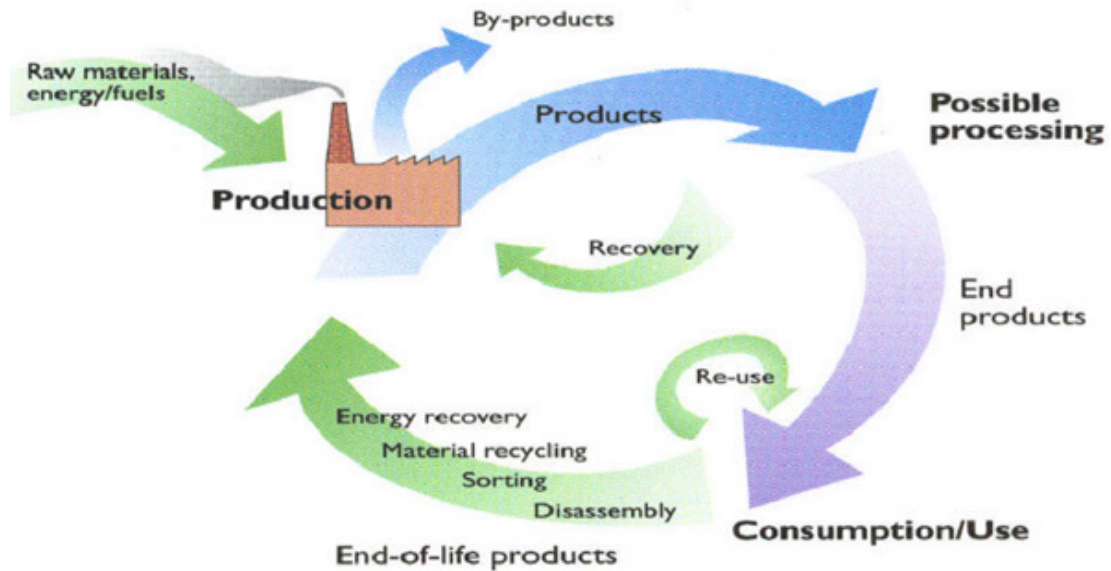 By-products
Raw materials,
energy/fuels
Products
Possible
processing
Production
Recovery
End
products
Re-use
Energy recovery
Material recycling
Sorting
Disassembly
Consumption/Use
End-of-life products